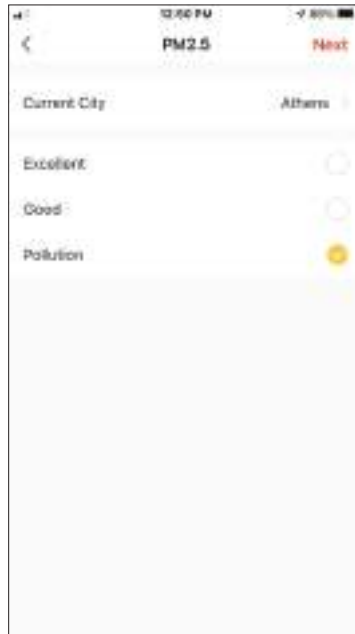 12:50 PM
PM2.5
Next
Current City
Athens
Excellent
Good
Pollution